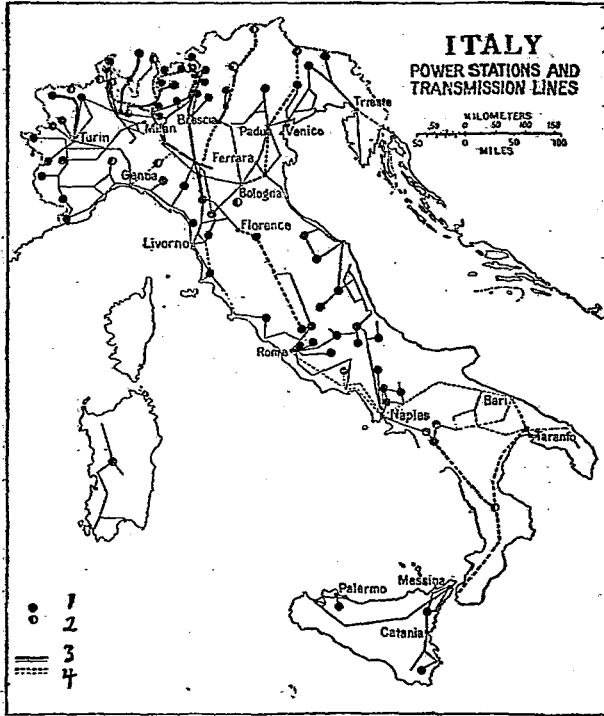 ITALY
POWER STATIONS AND
TRANSMISSION LINES
KILOMETERS
50 0 50 100 150
50 0 50 100
MILES
Trieste
Turin
Milan
Brescia
Padua
Venice
Ferrara
Genoa
Bologna
Florence
Livorno
Roma
Naples
Bari
Taranto
Messina
Palermo
Catania
1
2
3
4